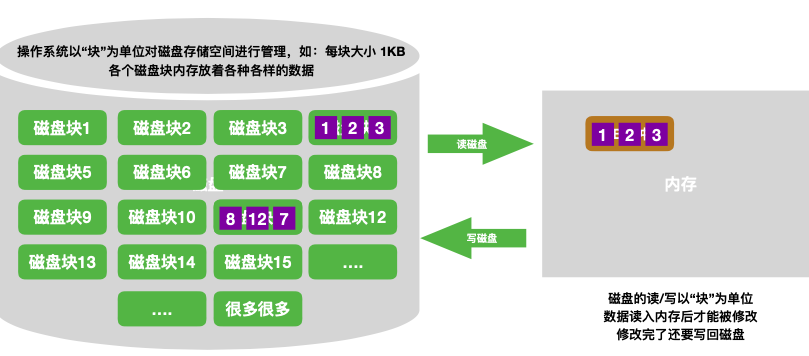 操作系统以“块”为单位对磁盘存储空间进行管理，如：每块大小 1KB
各个磁盘块内存放着各种各样的数据
磁盘块1 磁盘块2 磁盘块3 1 2 3
磁盘块5 磁盘块6 磁盘块7 磁盘块8
磁盘块9 磁盘块10 8 12 7 磁盘块12
磁盘块13 磁盘块14 磁盘块15 ....
.... 很多很多
读磁盘
写磁盘
1 2 3
内存
磁盘的读/写以“块”为单位
数据读入内存后才能被修改
修改完了还要写回磁盘